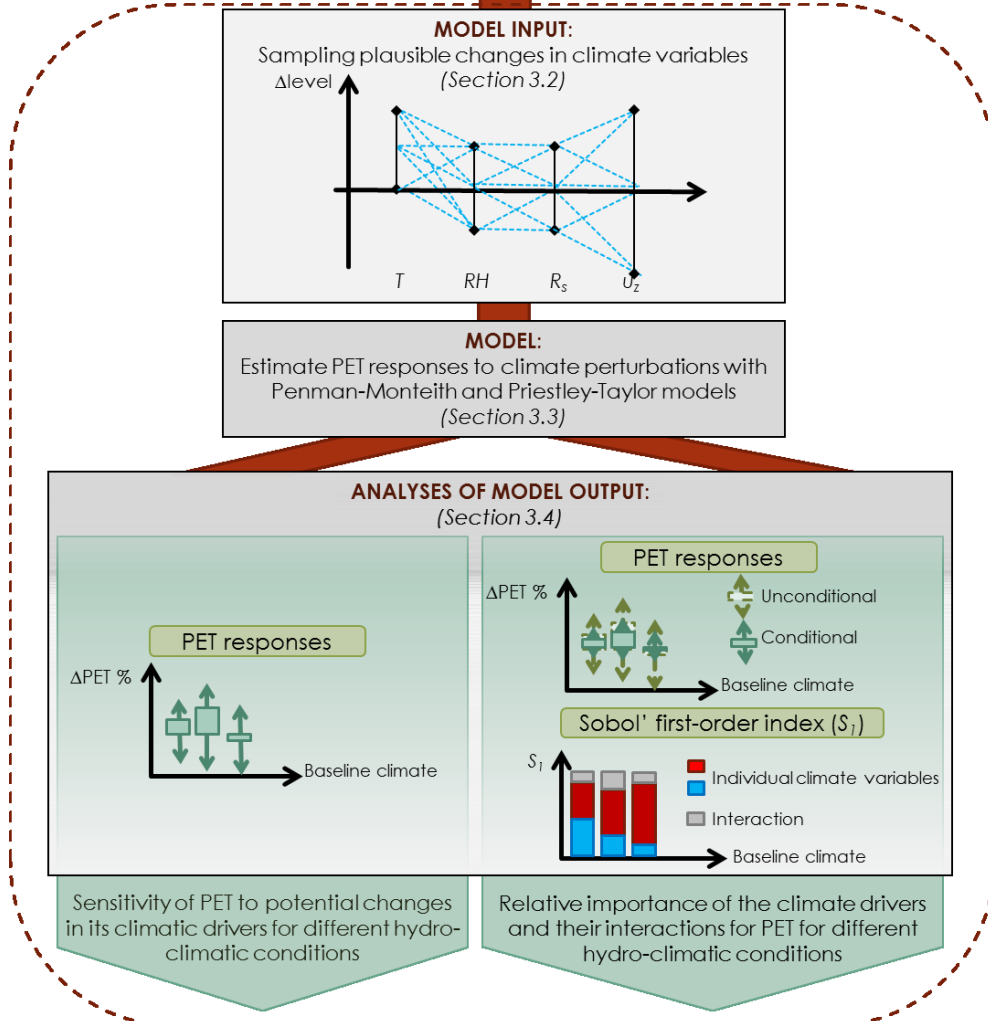 MODEL INPUT:
Sampling plausible changes in climate variables
(Section 3.2)
Δlevel
T RH Rs uz
MODEL:
Estimate PET responses to climate perturbations with
Penman-Monteith and Priestley-Taylor models
(Section 3.3)
ANALYSES OF MODEL OUTPUT:
(Section 3.4)
PET responses
ΔPET %
Baseline climate
PET responses
ΔPET %
Unconditional
Conditional
Baseline climate
Sobol’ first-order index (S1)
S1
Individual climate variables
Interaction
Baseline climate
Sensitivity of PET to potential changes
in its climatic drivers for different hydro-
climatic conditions
Relative importance of the climate drivers
and their interactions for PET for different
hydro-climatic conditions